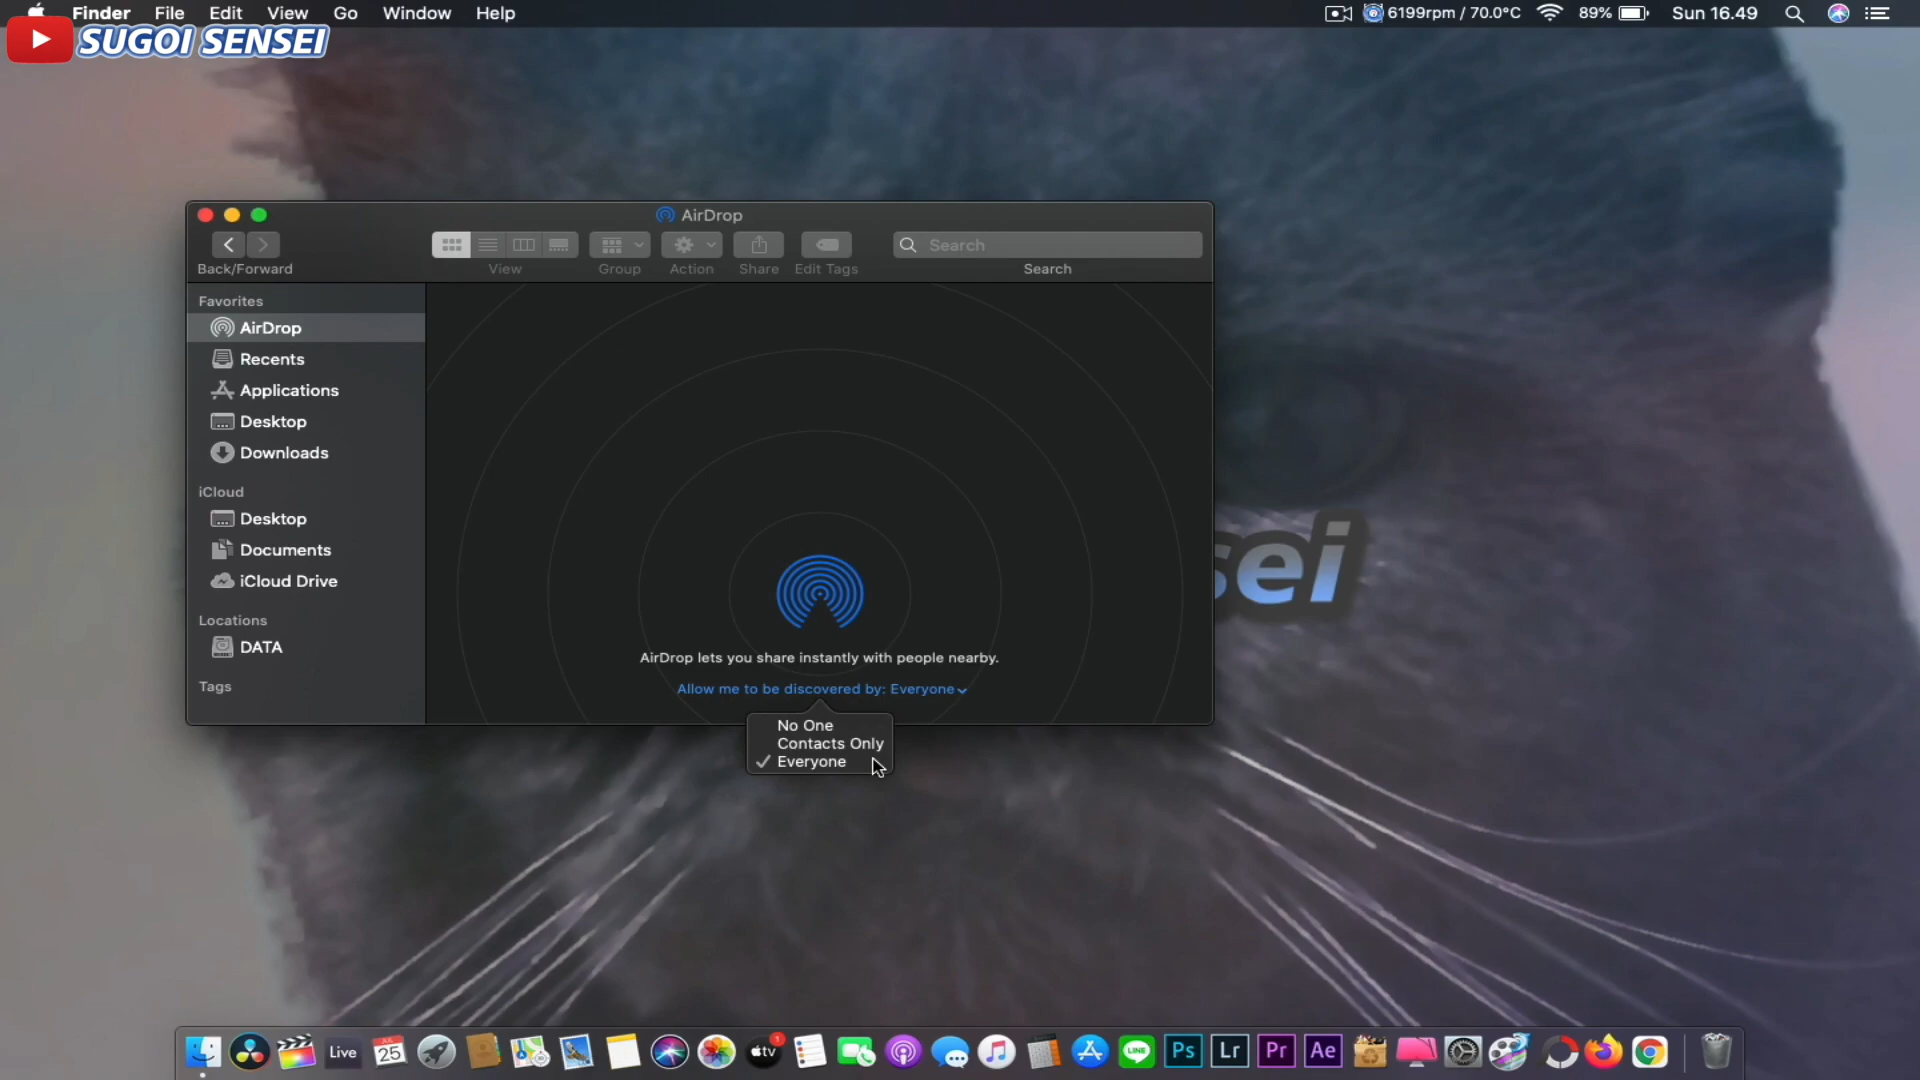 Finder File Edit View Go Window Help
6199rpm / 70.0°C 89% Sun 16.49
SUGOI SENSEI
AirDrop
Search
Back/Forward View Group Action Share Edit Tags Search
Favorites
AirDrop
Recents
Applications
Desktop
Downloads
iCloud
Desktop
Documents
iCloud Drive
Locations
DATA
Tags
AirDrop lets you share instantly with people nearby.
Allow me to be discovered by: Everyone
No One
Contacts Only
Everyone
sei
Live
JUL
25
tv
1
LINE
Ps
Lr
Pr
Ae